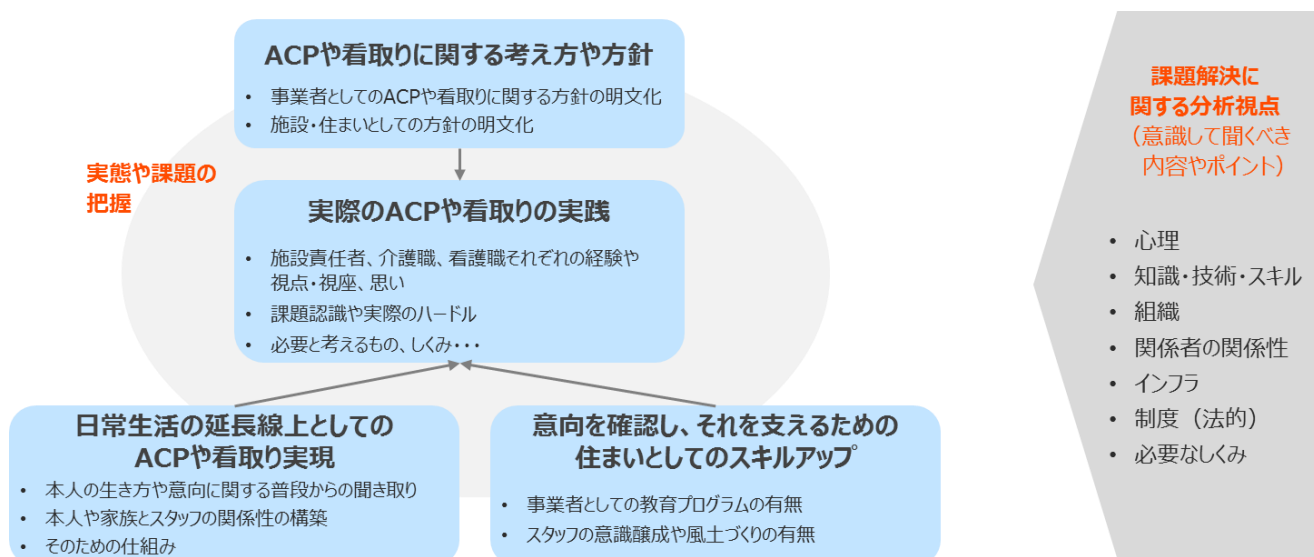 ACPや看取りに関する考え方や方針
• 事業者としてのACPや看取りに関する方針の明文化
• 施設・住まいとしての方針の明文化
実態や課題の
把握
実際のACPや看取りの実践
• 施設責任者、介護職、看護職それぞれの経験や
視点・視座、思い
• 課題認識や実際のハードル
• 必要と考えるもの、しくみ・・・
日常生活の延長線上としての
ACPや看取り実現
• 本人の生き方や意向に関する普段からの聞き取り
• 本人や家族とスタッフの関係性の構築
• そのための仕組み
意向を確認し、それを支えるための
住まいとしてのスキルアップ
• 事業者としての教育プログラムの有無
• スタッフの意識醸成や風土づくりの有無
課題解決に
関する分析視点
（意識して聞くべき
内容やポイント）
• 心理
• 知識・技術・スキル
• 組織
• 関係者の関係性
• インフラ
• 制度（法的）
• 必要なしくみ